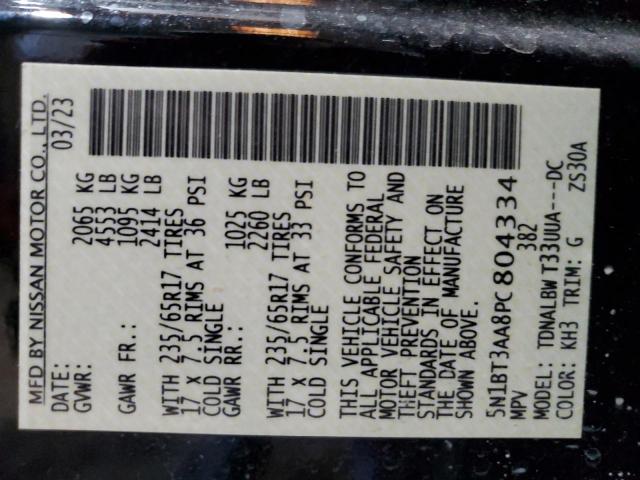 MFD BY NISSAN MOTOR CO., LTD.
DATE: 03/23
GVWR: 2065 KG
4553 LB
GAWR FR.: 1095 KG
2414 LB
WITH 235/65R17 TIRES
17 X 7.5 RIMS AT 36 PSI
COLD SINGLE
GAWR RR.: 1025 KG
2260 LB
WITH 235/65R17 TIRES
17 X 7.5 RIMS AT 33 PSI
COLD SINGLE
THIS VEHICLE CONFORMS TO
ALL APPLICABLE FEDERAL
MOTOR VEHICLE SAFETY AND
THEFT PREVENTION
STANDARDS IN EFFECT ON
THE DATE OF MANUFACTURE
SHOWN ABOVE.
5N1BT3AA8PC804334
MPV 382
MODEL: TDNALBW T33UUA---DC
COLOR: KH3 TRIM: G ZS30A